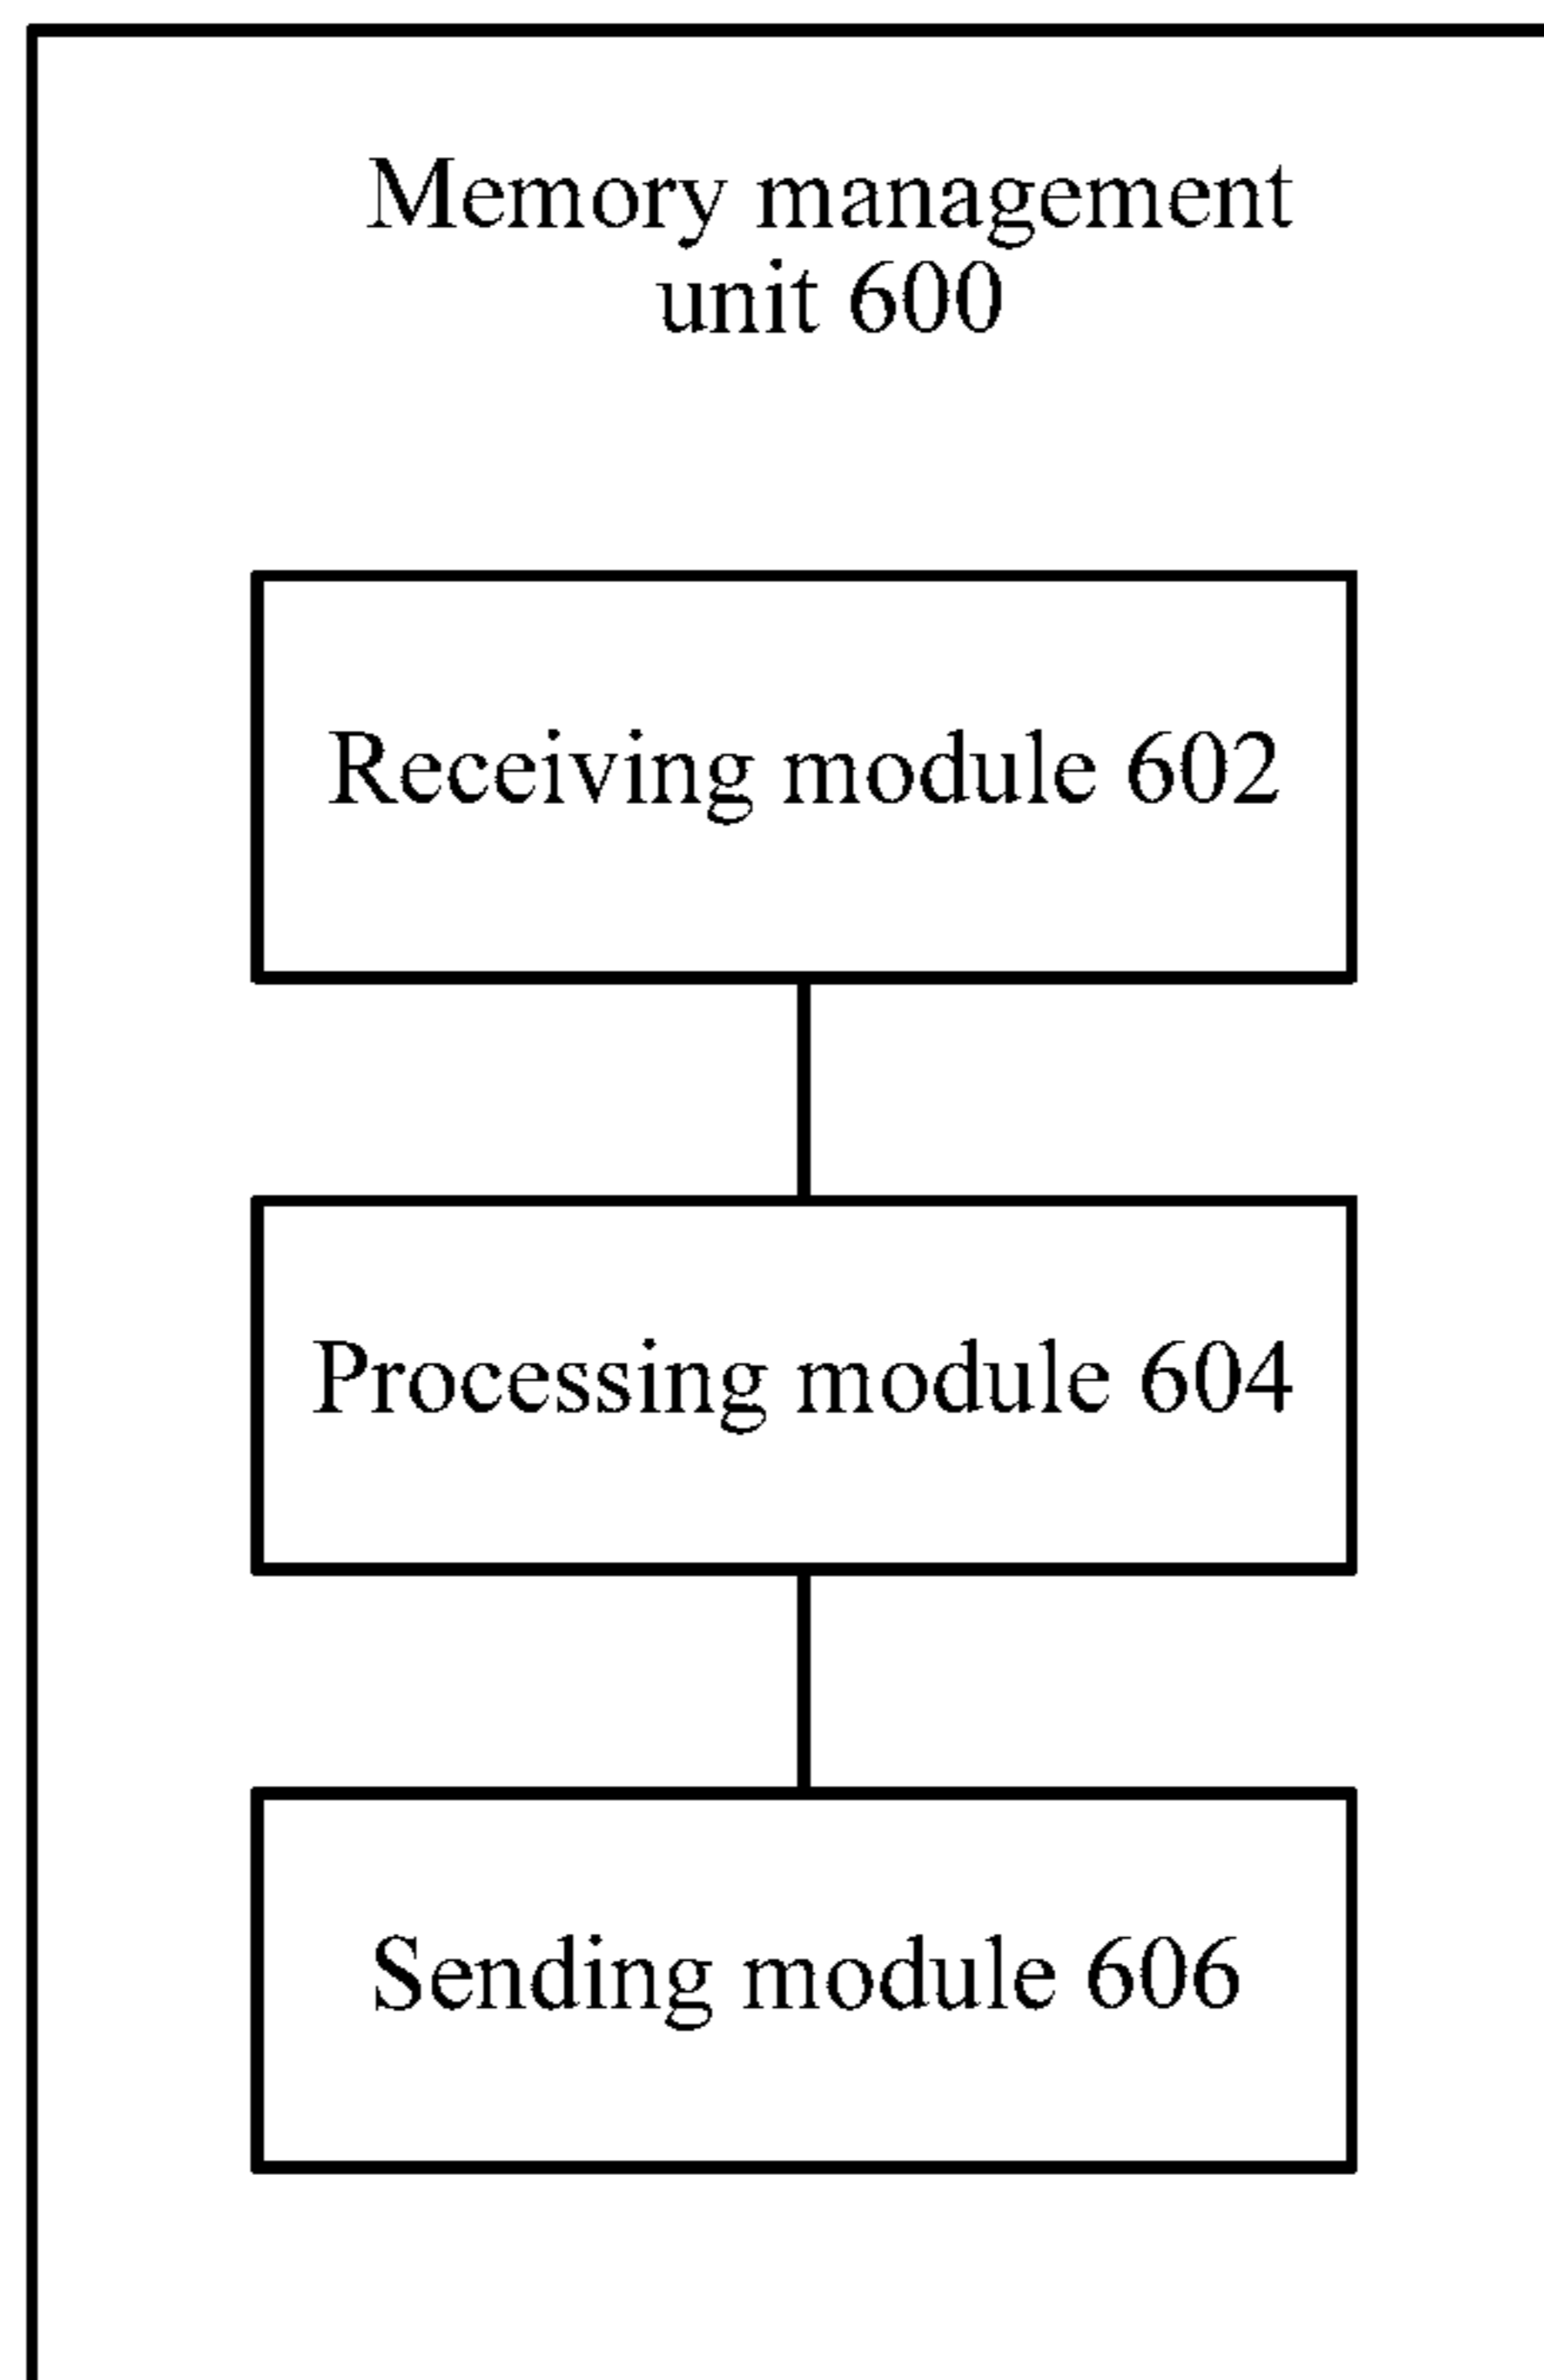 Memory management
unit 600
Receiving module 602
Processing module 604
Sending module 606